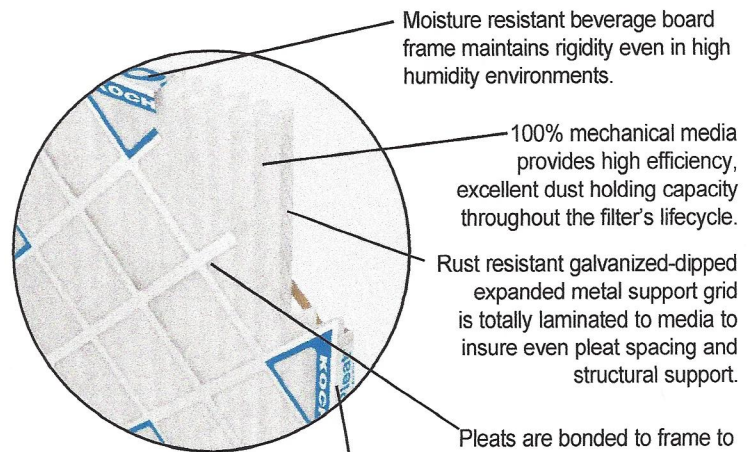 Moisture resistant beverage board
frame maintains rigidity even in high
humidity environments.
KOCH
100% mechanical media
provides high efficiency,
excellent dust holding capacity
throughout the filter's lifecycle.
Rust resistant galvanized-dipped
expanded metal support grid
is totally laminated to media to
insure even pleat spacing and
structural support.
KOCH
Pleats are bonded to frame to